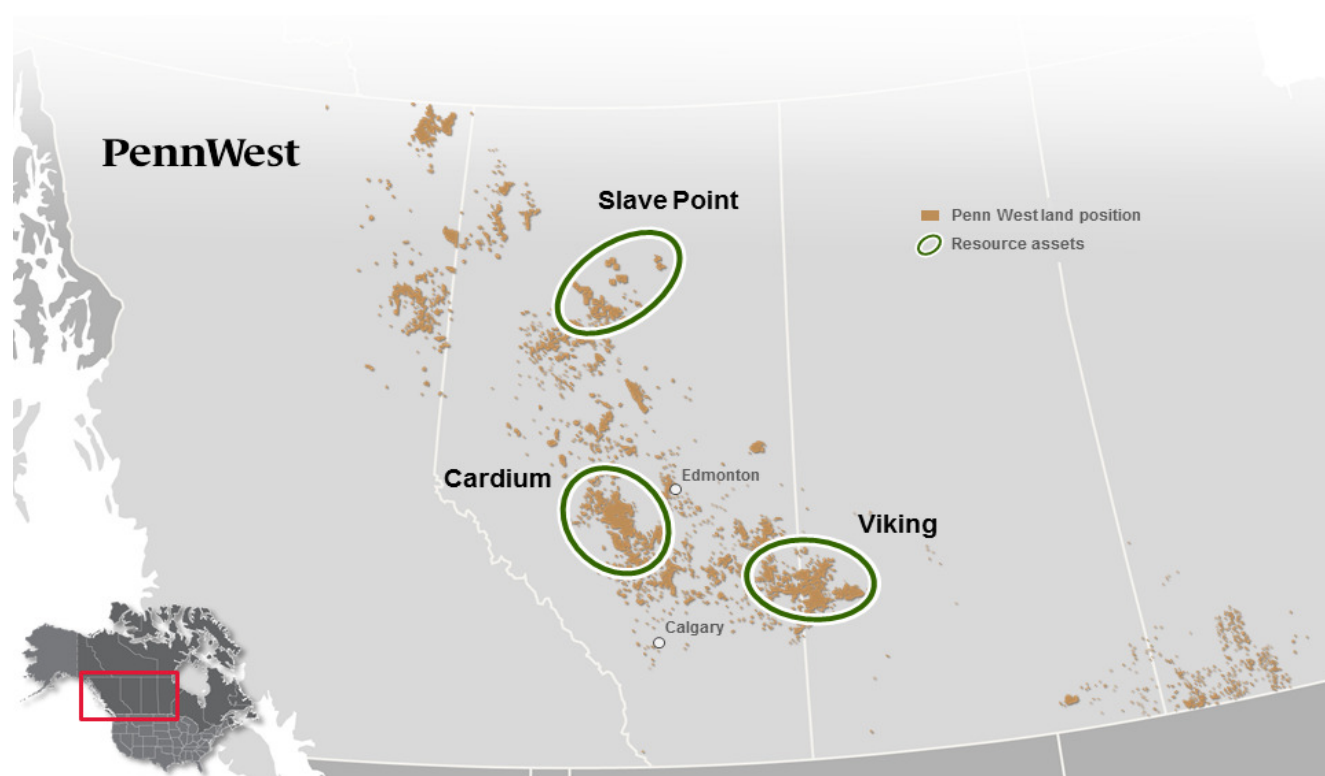 PennWest
Slave Point
Penn West land position
Resource assets
Cardium
Edmonton
Viking
Calgary